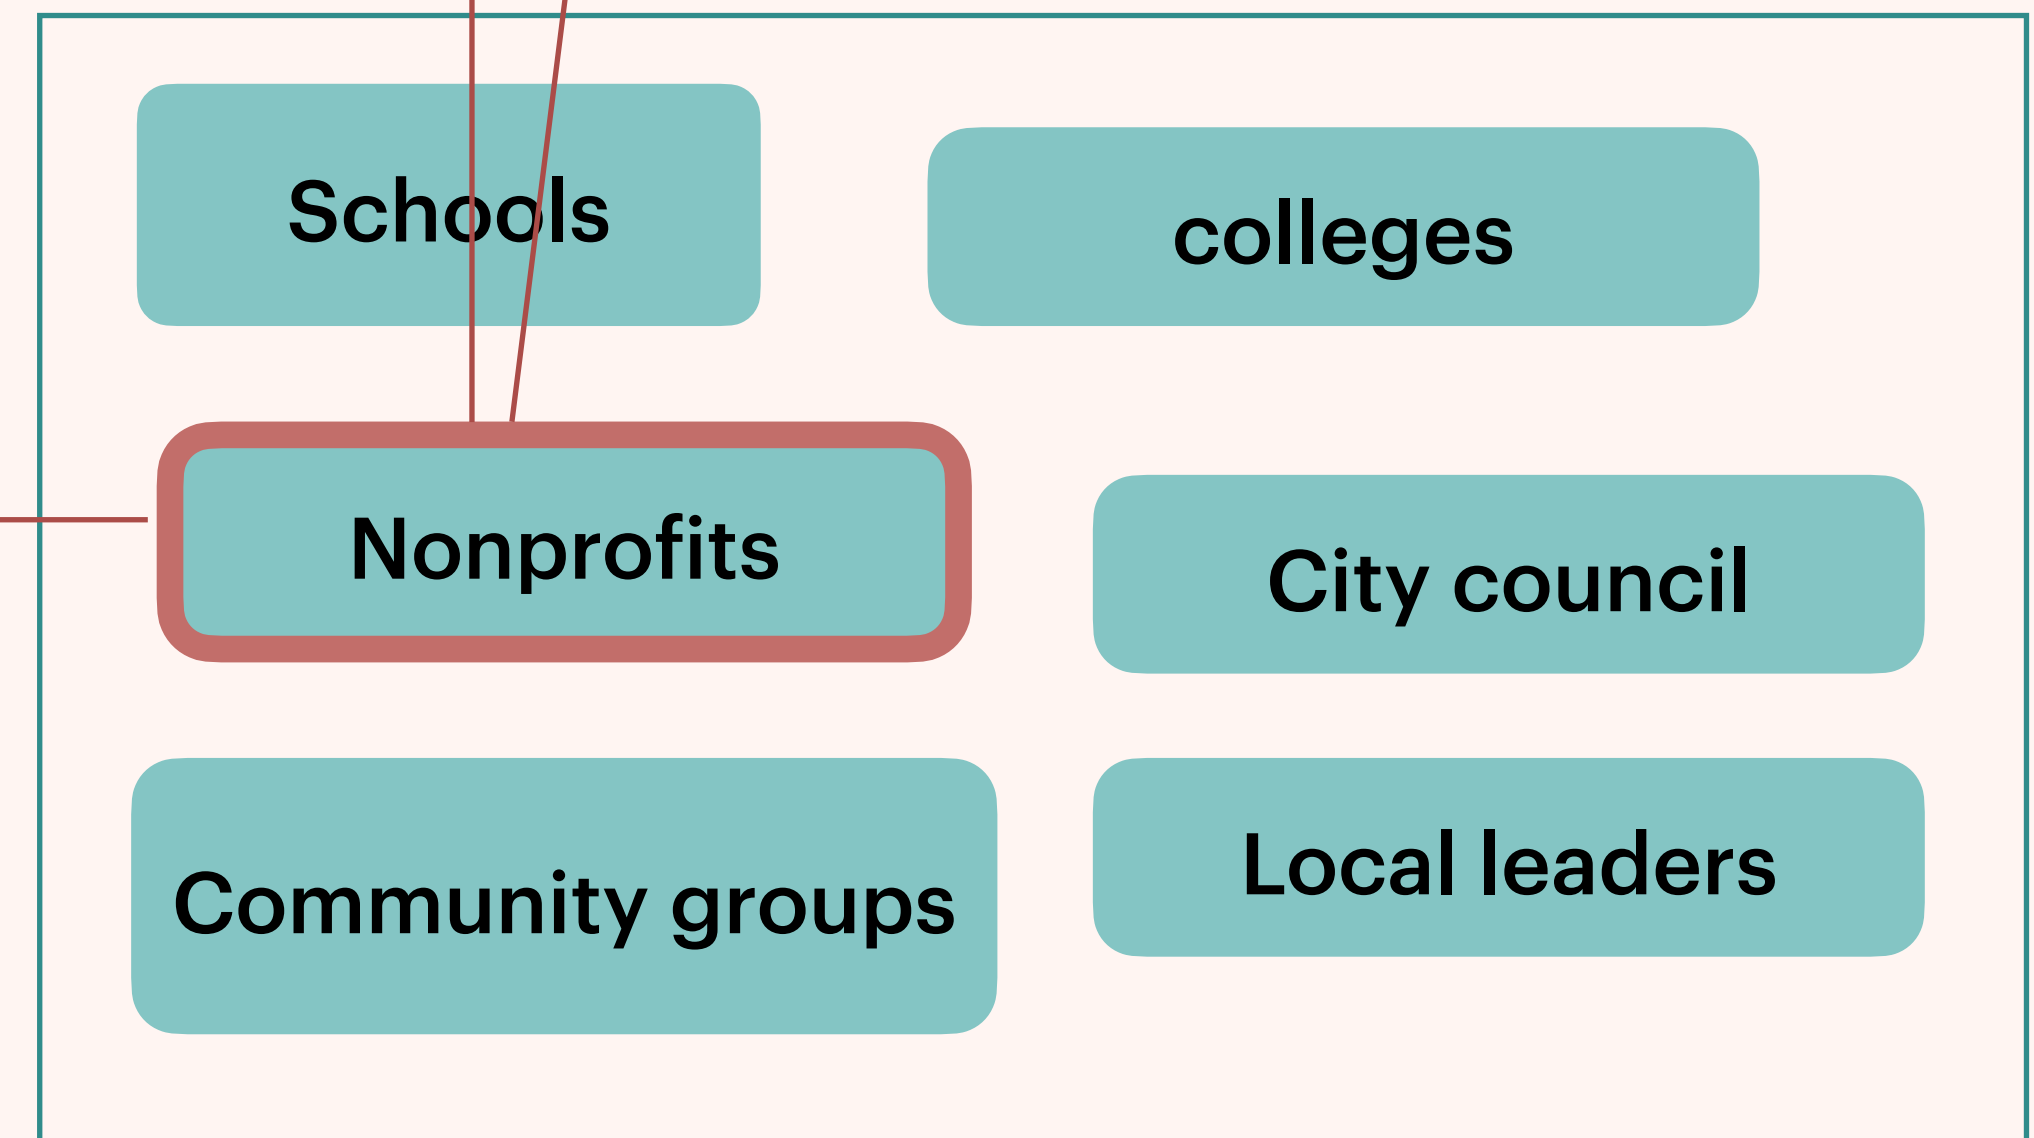 Schools
colleges
Nonprofits
City council
Community groups
Local leaders